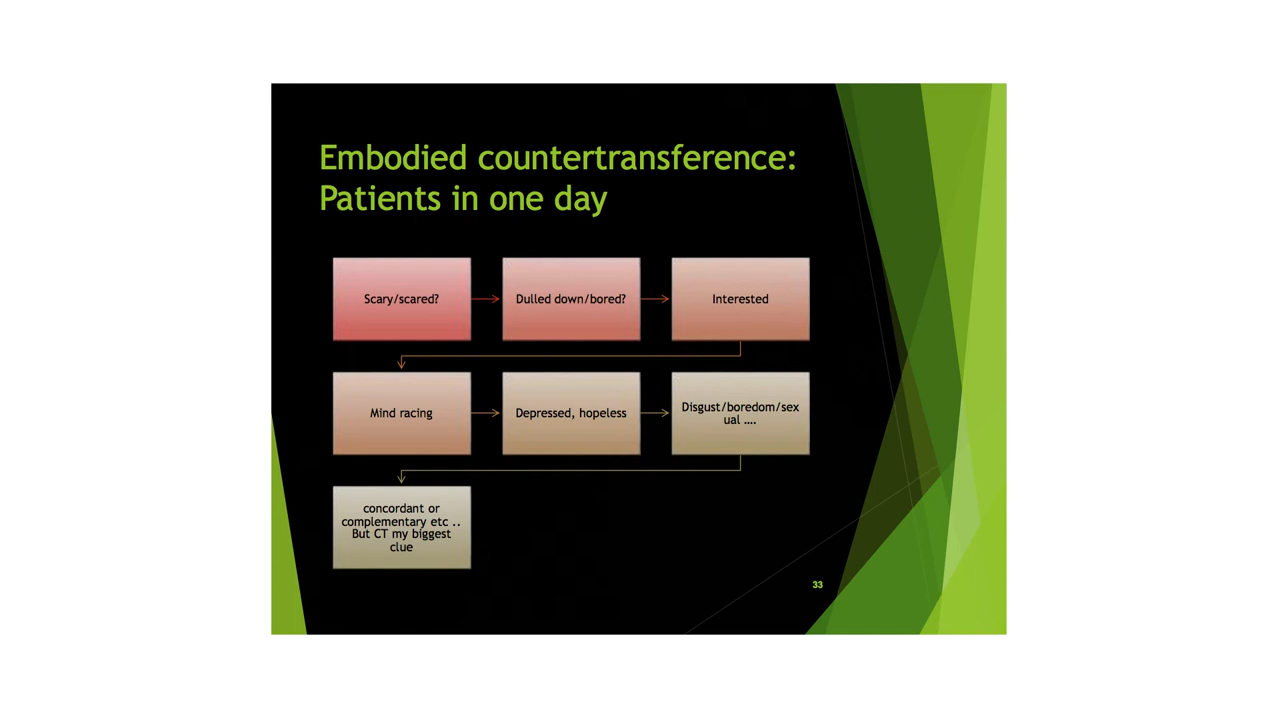 Embodied countertransference:
Patients in one day
Scary/scared?
Dulled down/bored?
Interested
Mind racing
Depressed, hopeless
Disgust/boredom/sex
ual ....
concordant or
complementary etc ..
But CT my biggest
clue
33